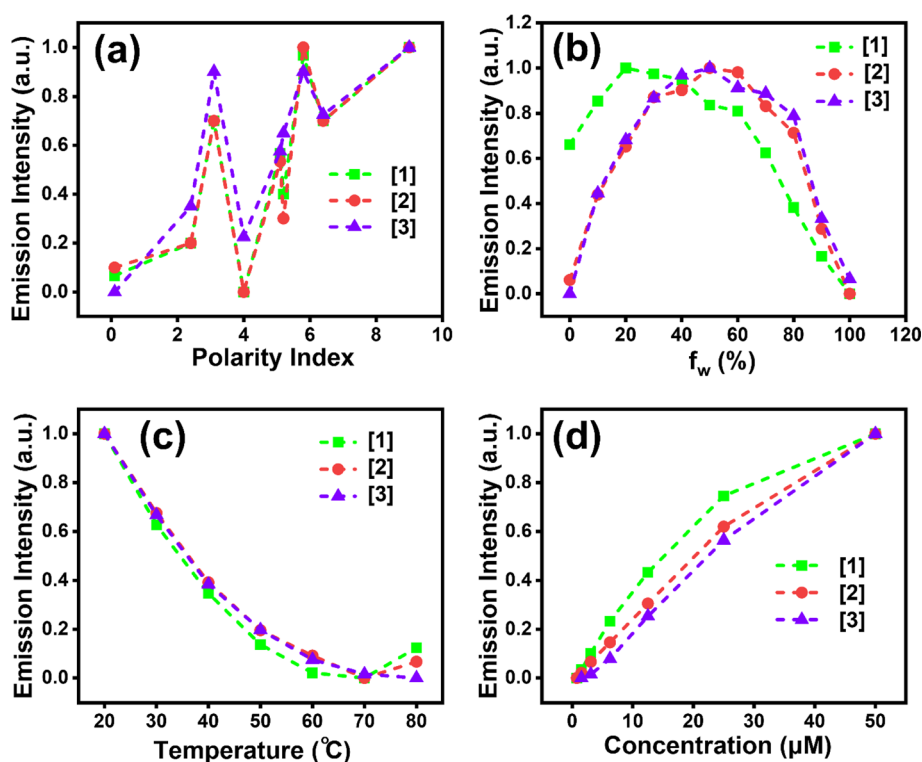 (a)
Emission Intensity (a.u.)
1.0
0.8
0.6
0.4
0.2
0.0
[1]
[2]
[3]
0 2 4 6 8 10
Polarity Index
(b)
Emission Intensity (a.u.)
1.2
1.0
0.8
0.6
0.4
0.2
0.0
[1]
[2]
[3]
0 20 40 60 80 100 120
f_w (%)
(c)
Emission Intensity (a.u.)
1.0
0.8
0.6
0.4
0.2
0.0
[1]
[2]
[3]
20 30 40 50 60 70 80
Temperature (°C)
(d)
Emission Intensity (a.u.)
1.0
0.8
0.6
0.4
0.2
0.0
[1]
[2]
[3]
0 10 20 30 40 50
Concentration (µM)